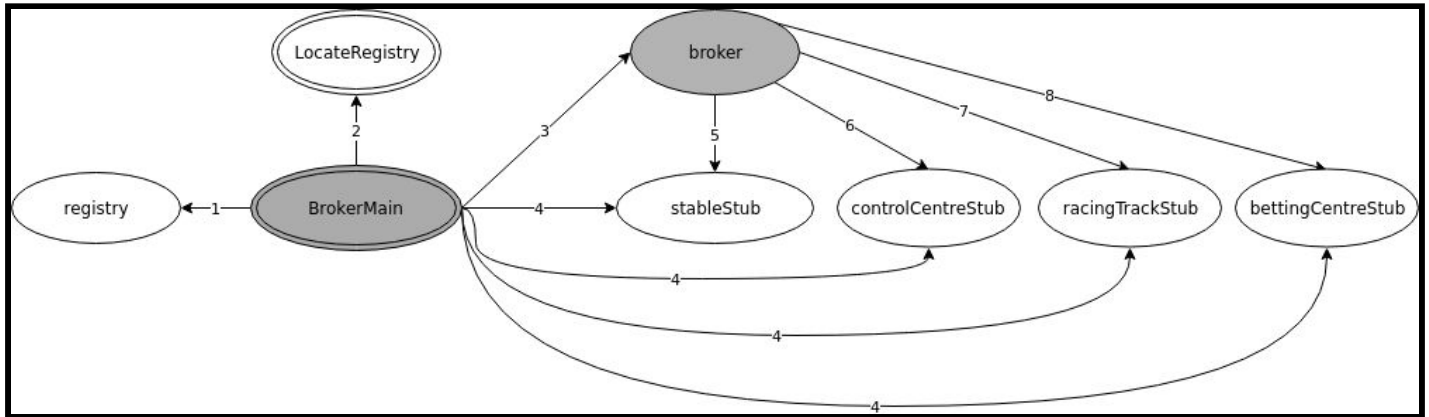 LocateRegistry
broker
8
7
2
3
5
6
registry
1
BrokerMain
4
stableStub
controlCentreStub
racingTrackStub
bettingCentreStub
4
4
4